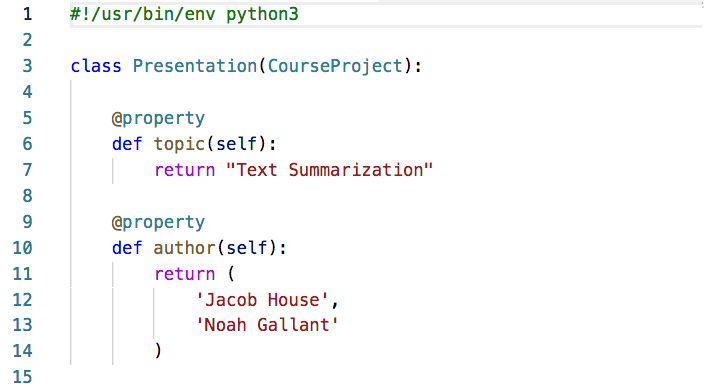 1 #!/usr/bin/env python3
2
3 class Presentation(CourseProject):
4
5     @property
6     def topic(self):
7         return "Text Summarization"
8
9     @property
10     def author(self):
11         return (
12             'Jacob House',
13             'Noah Gallant'
14         )
15